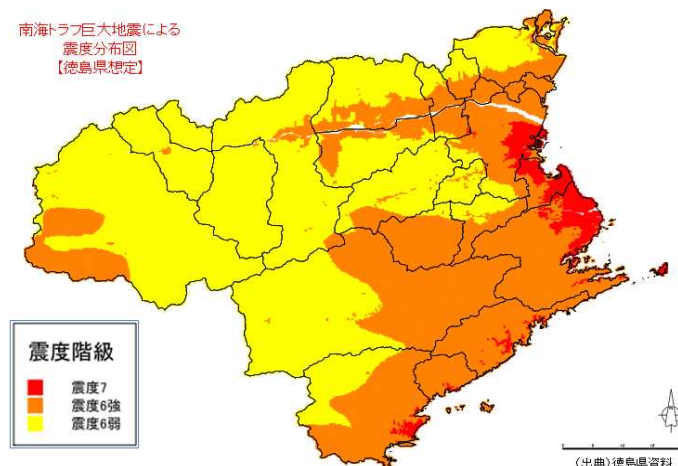 南海トラフ巨大地震による
震度分布図
【徳島県想定】
震度階級
震度7
震度6強
震度6弱
(出典)徳島県資料